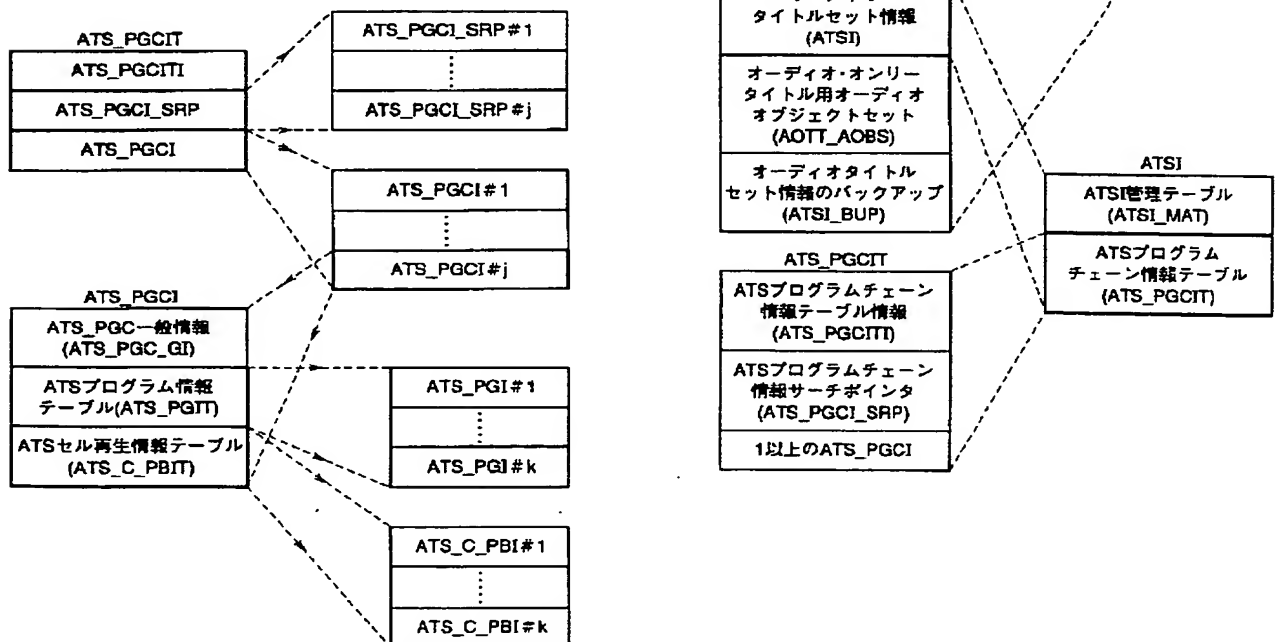 ATS_PGCIT
ATS_PGCITI
ATS_PGCI_SRP
ATS_PGCI
ATS_PGCI_SRP#1
ATS_PGCI_SRP#j
ATS_PGCI#1
ATS_PGCI#j
ATS_PGCI
ATS_PGC一般情報
(ATS_PGC_GI)
ATSプログラム情報
テーブル(ATS_PGIT)
ATSセル再生情報テーブル
(ATS_C_PBIT)
ATS_PGI#1
ATS_PGI#k
ATS_C_PBI#1
ATS_C_PBI#k
タイトルセット情報
(ATSI)
オーディオ・オンリー
タイトル用オーディオ
オブジェクトセット
(AOTT_AOBS)
オーディオタイトル
セット情報のバックアップ
(ATSI_BUP)
ATSI
ATSI管理テーブル
(ATSI_MAT)
ATSプログラム
チェーン情報テーブル
(ATS_PGCIT)
ATS_PGCIT
ATSプログラムチェーン
情報テーブル情報
(ATS_PGCITI)
ATSプログラムチェーン
情報サーチポインタ
(ATS_PGCI_SRP)
1以上のATS_PGCI